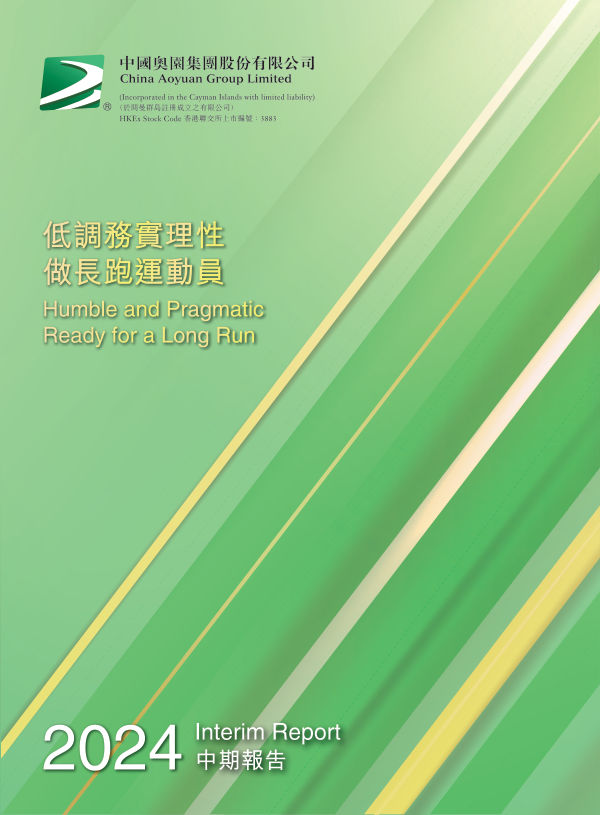 中國奧園集團股份有限公司
China Aoyuan Group Limited
(Incorporated in the Cayman Islands with limited liability)
(於開曼群島註冊成立之有限公司)
HKEx Stock Code 香港聯交所上市編號：3883
®
低調務實理性
做長跑運動員
Humble and Pragmatic
Ready for a Long Run
2024 Interim Report
中期報告